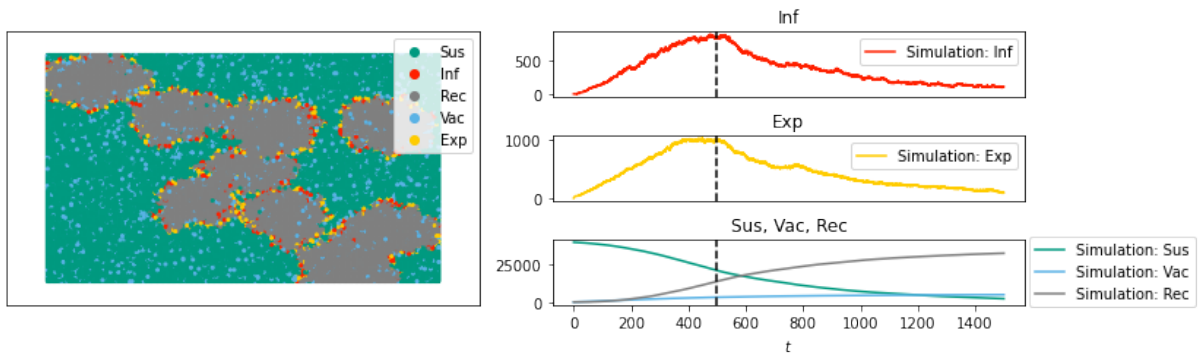 Sus
Inf
Rec
Vac
Exp
Inf
500
0
Simulation: Inf
Exp
1000
0
Simulation: Exp
Sus, Vac, Rec
25000
0
Simulation: Sus
Simulation: Vac
Simulation: Rec
0 200 400 600 800 1000 1200 1400
t